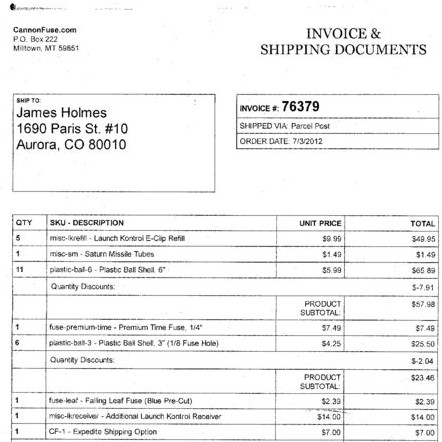 CannonFuse.com
P.O. Box 222
Milltown, MT 59851
INVOICE &
SHIPPING DOCUMENTS
SHIP TO:
James Holmes
1690 Paris St. #10
Aurora, CO 80010
INVOICE #: 76379
SHIPPED VIA: Parcel Post
ORDER DATE: 7/3/2012
QTY SKU - DESCRIPTION UNIT PRICE TOTAL
5 misc-lkrefill - Launch Kontrol E-Clip Refill $9.99 $49.95
1 misc-sm - Saturn Missile Tubes $1.49 $1.49
11 plastic-ball-6 - Plastic Ball Shell, 6" $5.99 $65.89
Quantity Discounts: $-7.91
PRODUCT SUBTOTAL: $57.98
1 fuse-premium-time - Premium Time Fuse, 1/4" $7.49 $7.49
6 plastic-ball-3 - Plastic Ball Shell, 3" (1/8 Fuse Hole) $4.25 $25.50
Quantity Discounts: $-2.04
PRODUCT SUBTOTAL: $23.46
1 fuse-leaf - Falling Leaf Fuse (Blue Pre-Cut) $2.39 $2.39
1 misc-lkreceiver - Additional Launch Kontrol Receiver $14.00 $14.00
1 CF-1 - Expedite Shipping Option $7.00 $7.00